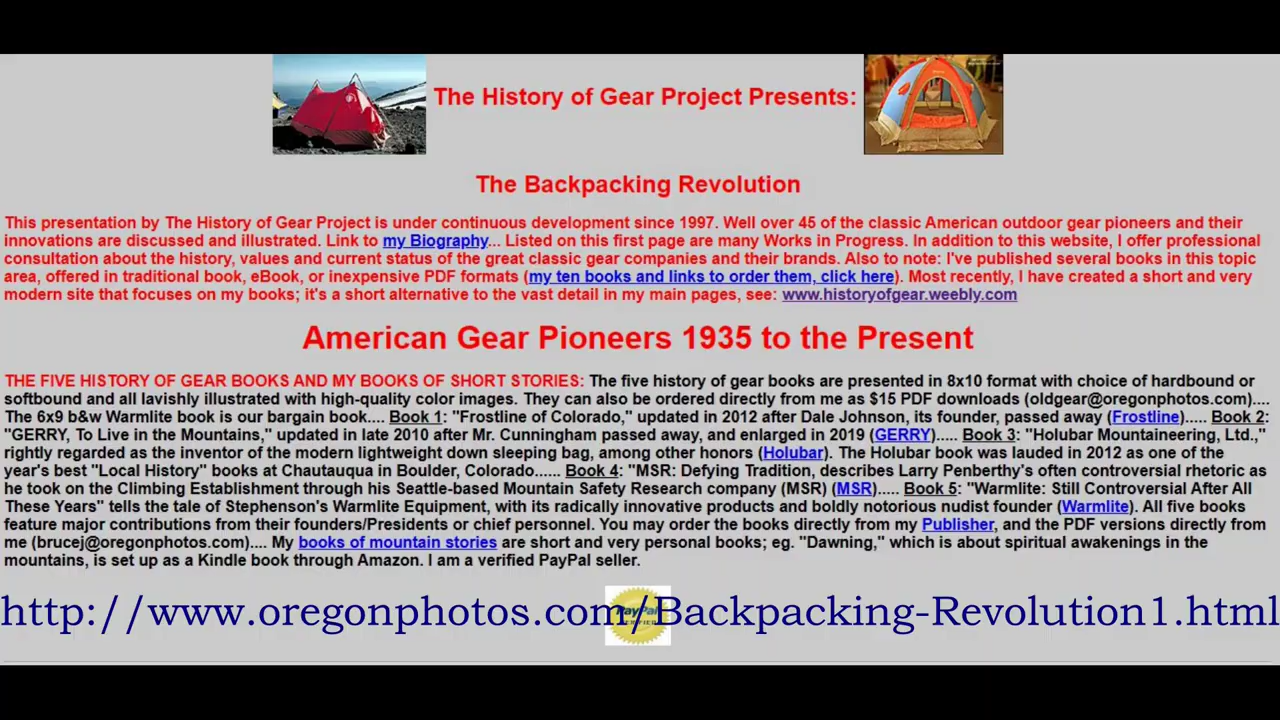 The History of Gear Project Presents:
The Backpacking Revolution
This presentation by The History of Gear Project is under continuous development since 1997. Well over 45 of the classic American outdoor gear pioneers and their
innovations are discussed and illustrated. Link to my Biography... Listed on this first page are many Works in Progress. In addition to this website, I offer professional
consultation about the history, values and current status of the great classic gear companies and their brands. Also to note: I've published several books in this topic
area, offered in traditional book, eBook, or inexpensive PDF formats (my ten books and links to order them, click here). Most recently, I have created a short and very
modern site that focuses on my books; it's a short alternative to the vast detail in my main pages, see: www.historyofgear.weebly.com
American Gear Pioneers 1935 to the Present
THE FIVE HISTORY OF GEAR BOOKS AND MY BOOKS OF SHORT STORIES: The five history of gear books are presented in 8x10 format with choice of hardbound or
softbound and all lavishly illustrated with high-quality color images. They can also be ordered directly from me as $15 PDF downloads (oldgear@oregonphotos.com)....
The 6x9 b&w Warmlite book is our bargain book.... Book 1: "Frostline of Colorado," updated in 2012 after Dale Johnson, its founder, passed away (Frostline)..... Book 2:
"GERRY, To Live in the Mountains," updated in late 2010 after Mr. Cunningham passed away, and enlarged in 2019 (GERRY)..... Book 3: "Holubar Mountaineering, Ltd.,"
rightly regarded as the inventor of the modern lightweight down sleeping bag, among other honors (Holubar). The Holubar book was lauded in 2012 as one of the
year's best "Local History" books at Chautauqua in Boulder, Colorado...... Book 4: "MSR: Defying Tradition, describes Larry Penberthy's often controversial rhetoric as
he took on the Climbing Establishment through his Seattle-based Mountain Safety Research company (MSR) (MSR)..... Book 5: "Warmlite: Still Controversial After All
These Years" tells the tale of Stephenson's Warmlite Equipment, with its radically innovative products and boldly notorious nudist founder (Warmlite). All five books
feature major contributions from their founders/Presidents or chief personnel. You may order the books directly from my Publisher, and the PDF versions directly from
me (brucej@oregonphotos.com).... My books of mountain stories are short and very personal books; eg. "Dawning," which is about spiritual awakenings in the
mountains, is set up as a Kindle book through Amazon. I am a verified PayPal seller.
http://www.oregonphotos.com/Backpacking-Revolution1.html
PayPal